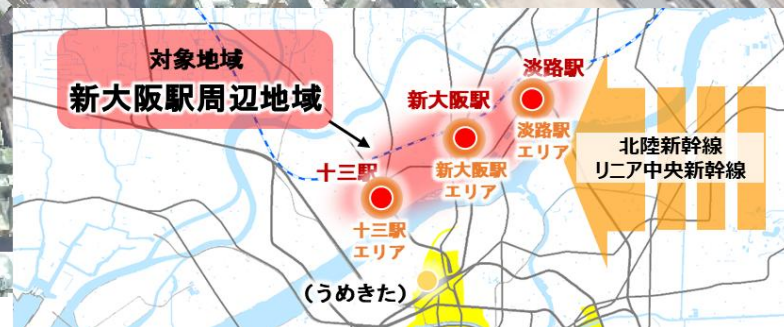 対象地域
新大阪駅周辺地域
淡路駅
新大阪駅
淡路駅
エリア
北陸新幹線
リニア中央新幹線
新大阪駅
エリア
十三駅
十三駅
エリア
(うめきた)